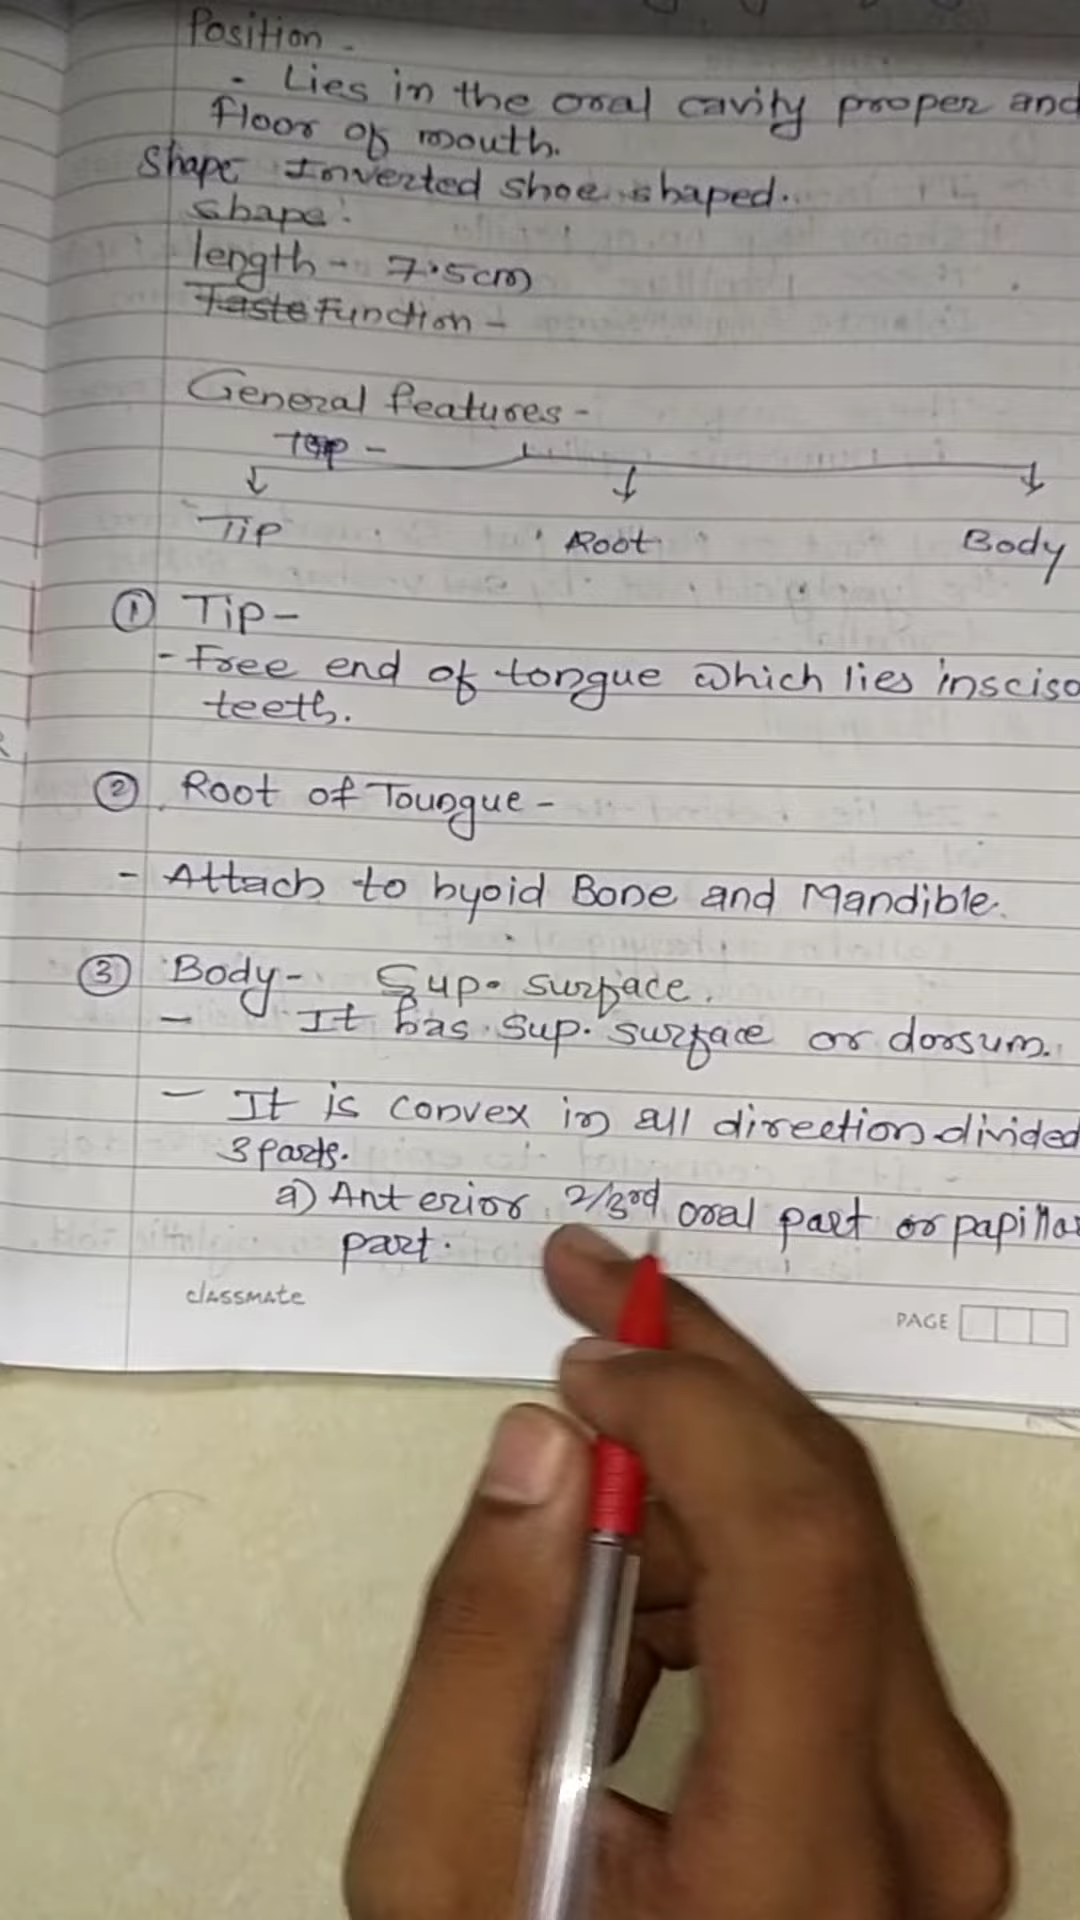 Position -
- Lies in the oral cavity proper and
floor of mouth.
Shape Inverted shoe shaped.
Shape:
length - 7.5cm
Taste Function -
General features -
Tip Root Body
① Tip -
- Free end of tongue which lies insciso
teeth.
② Root of Toungue -
- Attach to hyoid Bone and Mandible.
③ Body - Sup. surface.
- It has sup. surface or dorsum.
- It is convex in all direction divided
3 parts.
a) Anterior 2/3rd oral part or papillar
part.
classmate
PAGE